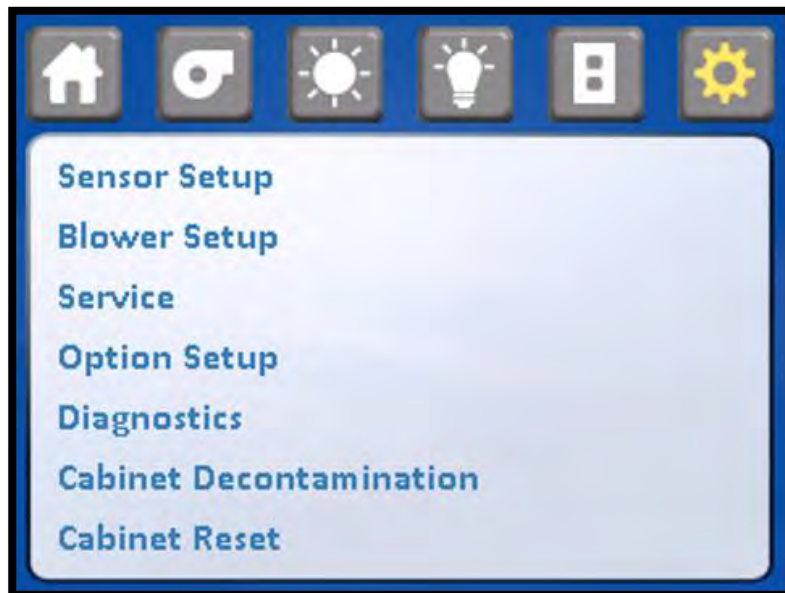 Sensor Setup
Blower Setup
Service
Option Setup
Diagnostics
Cabinet Decontamination
Cabinet Reset